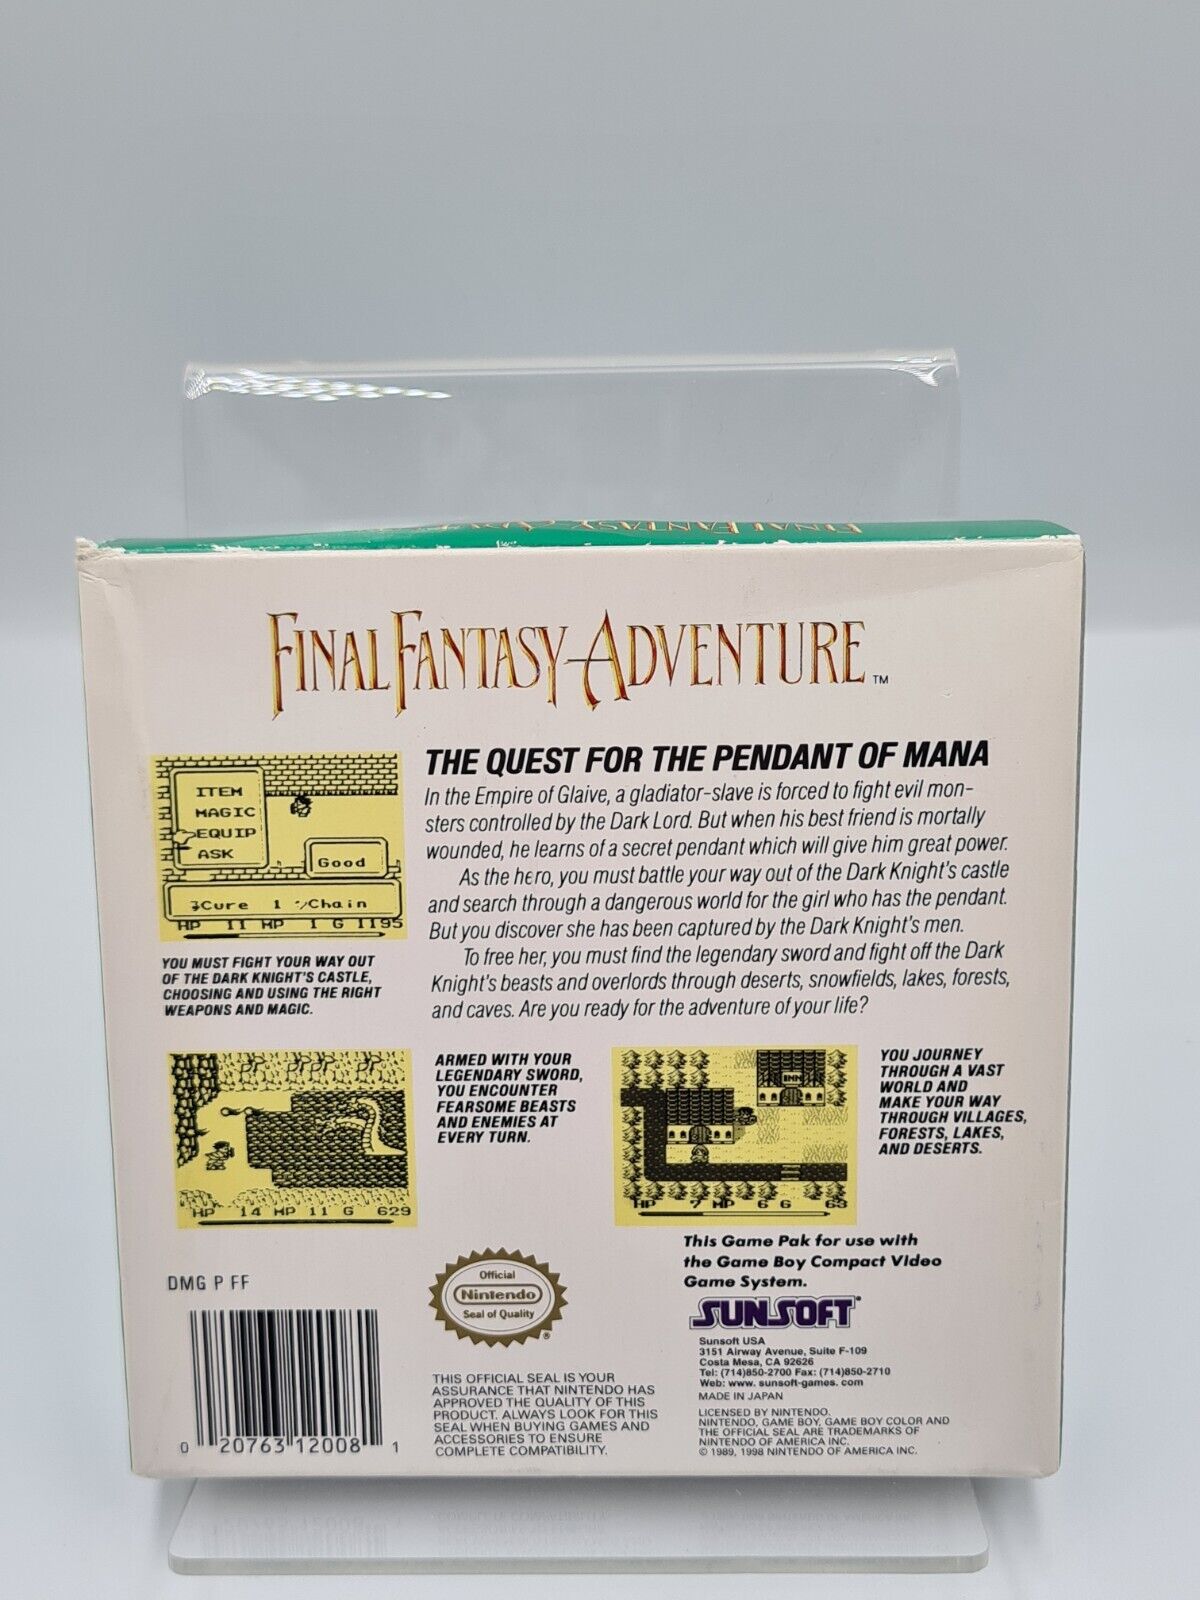 FINAL FANTASY ADVENTURE
FINAL FANTASY ADVENTURE™
THE QUEST FOR THE PENDANT OF MANA
In the Empire of Glaive, a gladiator-slave is forced to fight evil mon-
sters controlled by the Dark Lord. But when his best friend is mortally
wounded, he learns of a secret pendant which will give him great power.
As the hero, you must battle your way out of the Dark Knight's castle
and search through a dangerous world for the girl who has the pendant.
But you discover she has been captured by the Dark Knight's men.
To free her, you must find the legendary sword and fight off the Dark
Knight's beasts and overlords through deserts, snowfields, lakes, forests,
and caves. Are you ready for the adventure of your life?
ITEM
MAGIC
EQUIP
ASK
Good
Cure 1 Chain
HP 11 MP 1 G 1195
YOU MUST FIGHT YOUR WAY OUT
OF THE DARK KNIGHT'S CASTLE,
CHOOSING AND USING THE RIGHT
WEAPONS AND MAGIC.
HP 14 MP 11 G 629
ARMED WITH YOUR
LEGENDARY SWORD,
YOU ENCOUNTER
FEARSOME BEASTS
AND ENEMIES AT
EVERY TURN.
INN
HP 7 MP 6 G 63
YOU JOURNEY
THROUGH A VAST
WORLD AND
MAKE YOUR WAY
THROUGH VILLAGES,
FORESTS, LAKES,
AND DESERTS.
This Game Pak for use with
the Game Boy Compact Video
Game System.
SUNSOFT®
Sunsoft USA
3151 Airway Avenue, Suite F-109
Costa Mesa, CA 92626
Tel: (714)850-2700 Fax: (714)850-2710
Web: www. sunsoft-games. com
MADE IN JAPAN
LICENSED BY NINTENDO.
NINTENDO, GAME BOY, GAME BOY COLOR AND
THE OFFICIAL SEAL ARE TRADEMARKS OF
NINTENDO OF AMERICA INC.
© 1989, 1998 NINTENDO OF AMERICA INC.
DMG P FF
0 20763 12008 1
Official
Nintendo
Seal of Quality
®
THIS OFFICIAL SEAL IS YOUR
ASSURANCE THAT NINTENDO HAS
APPROVED THE QUALITY OF THIS
PRODUCT. ALWAYS LOOK FOR THIS
SEAL WHEN BUYING GAMES AND
ACCESSORIES TO ENSURE
COMPLETE COMPATIBILITY.